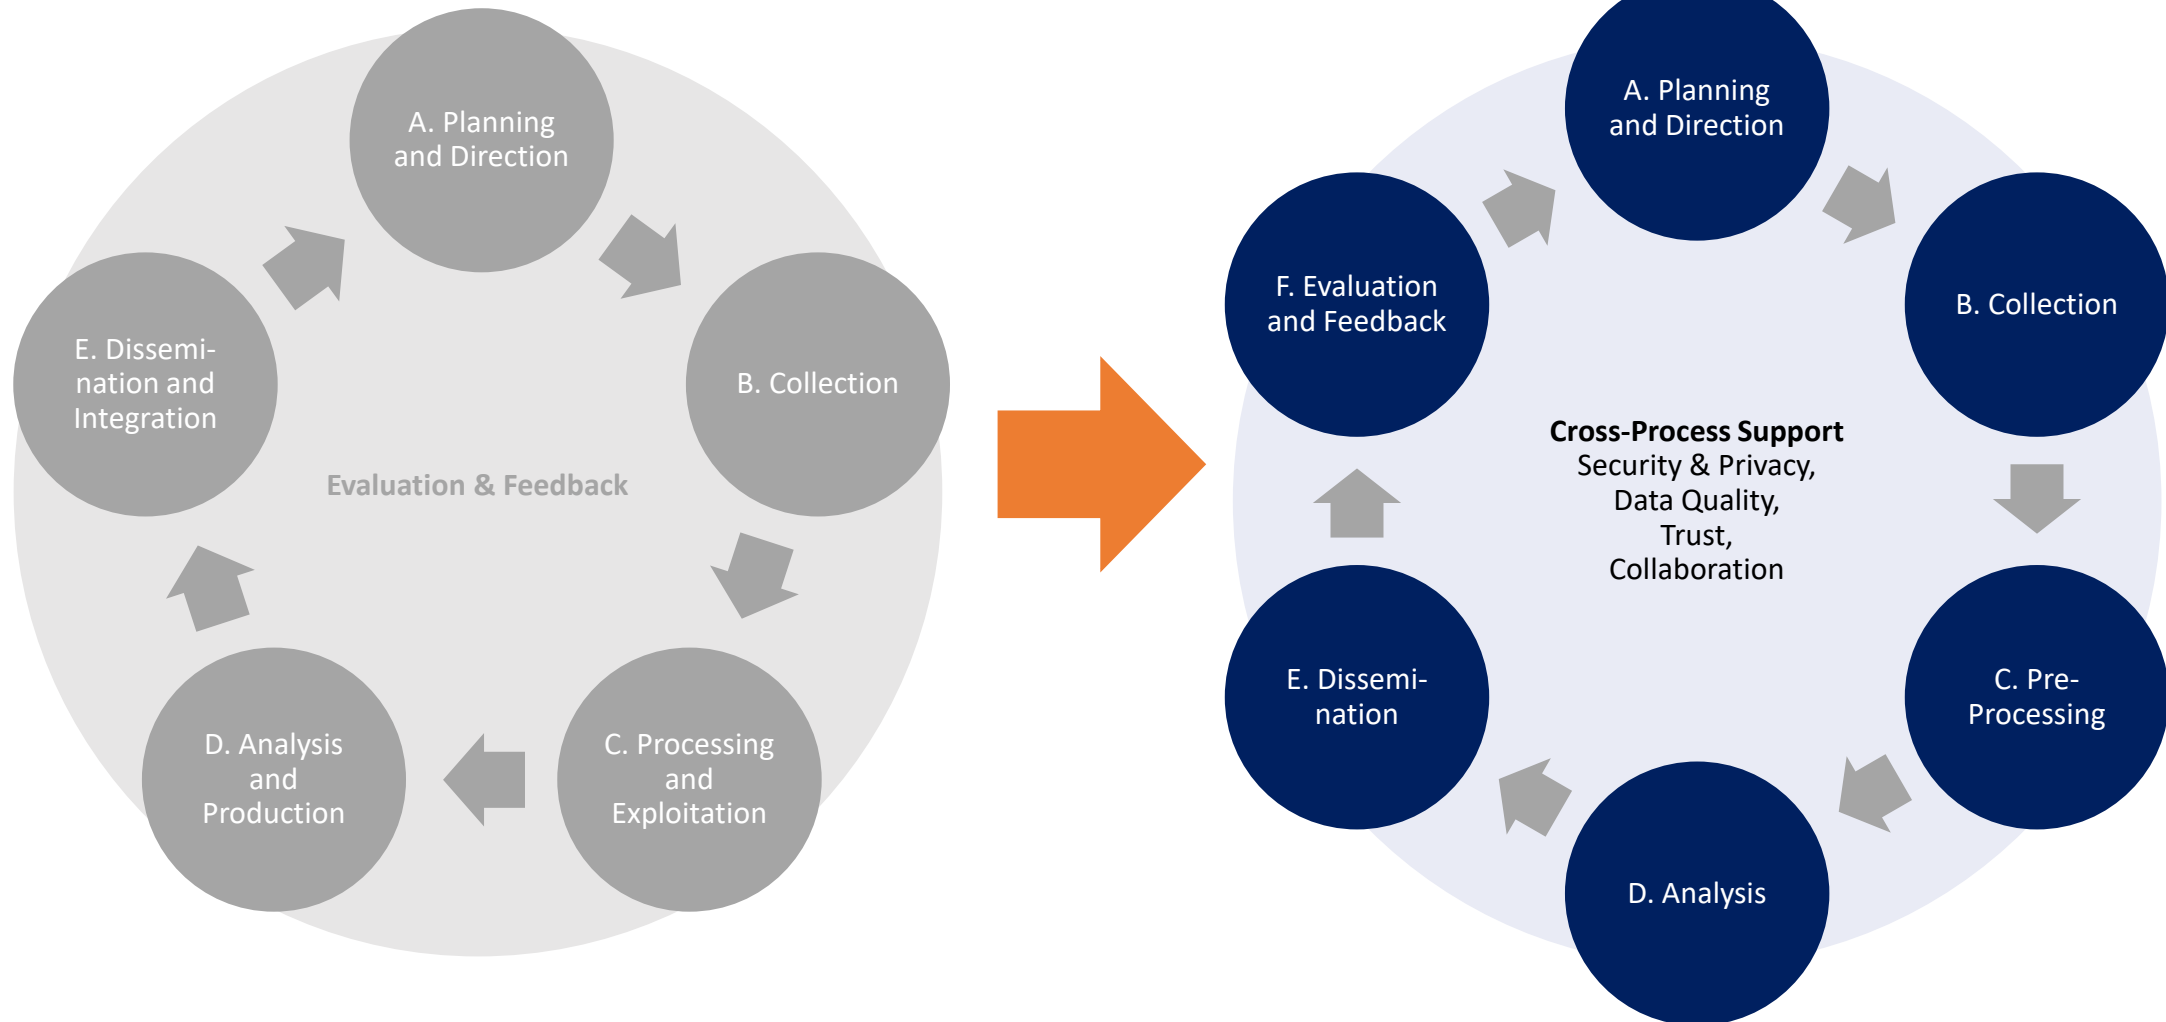 A. Planning
and Direction
B. Collection
C. Processing
and
Exploitation
D. Analysis
and
Production
E. Dissemi-
nation and
Integration
Evaluation & Feedback
A. Planning
and Direction
B. Collection
C. Pre-
Processing
D. Analysis
E. Dissemi-
nation
F. Evaluation
and Feedback
Cross-Process Support
Security & Privacy,
Data Quality,
Trust,
Collaboration